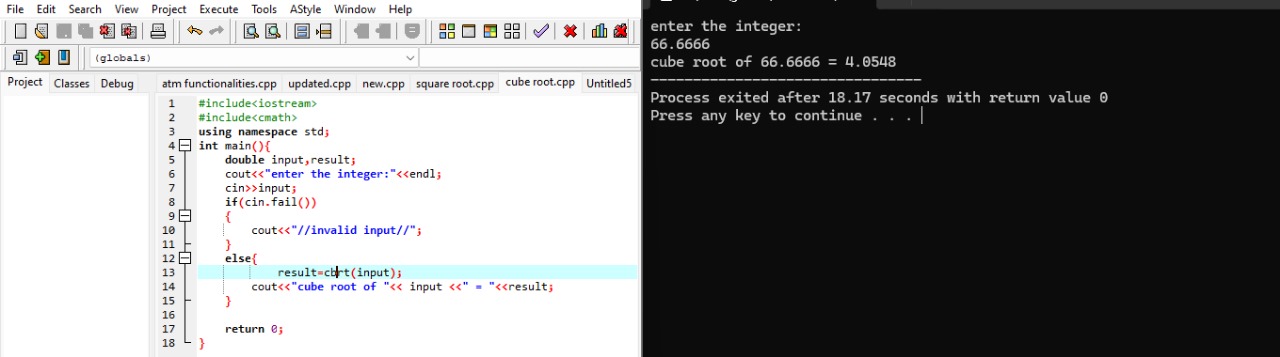 File Edit Search View Project Execute Tools AStyle Window Help
(globals)
Project Classes Debug
atm functionalities.cpp updated.cpp new.cpp square root.cpp cube root.cpp Untitled5
1 #include<iostream>
2 #include<cmath>
3 using namespace std;
4 int main(){
5 double input,result;
6 cout<<"enter the integer:"<<endl;
7 cin>>input;
8 if(cin.fail())
9 {
10 cout<<"//invalid input//";
11 }
12 else{
13 result=cbrt(input);
14 cout<<"cube root of "<< input <<" = "<<result;
15 }
16
17 return 0;
18 }
enter the integer:
66.6666
cube root of 66.6666 = 4.0548
--------------------------------
Process exited after 18.17 seconds with return value 0
Press any key to continue . . .